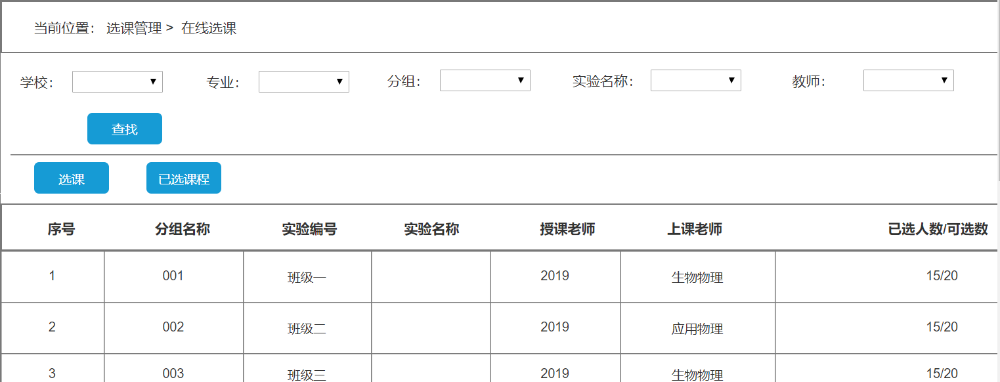 当前位置： 选课管理 > 在线选课
学校： 专业： 分组： 实验名称： 教师：
查找
选课 已选课程
序号 分组名称 实验编号 实验名称 授课老师 上课老师 已选人数/可选数
1 001 班级一 2019 生物物理 15/20
2 002 班级二 2019 应用物理 15/20
3 003 班级三 2019 生物物理 15/20